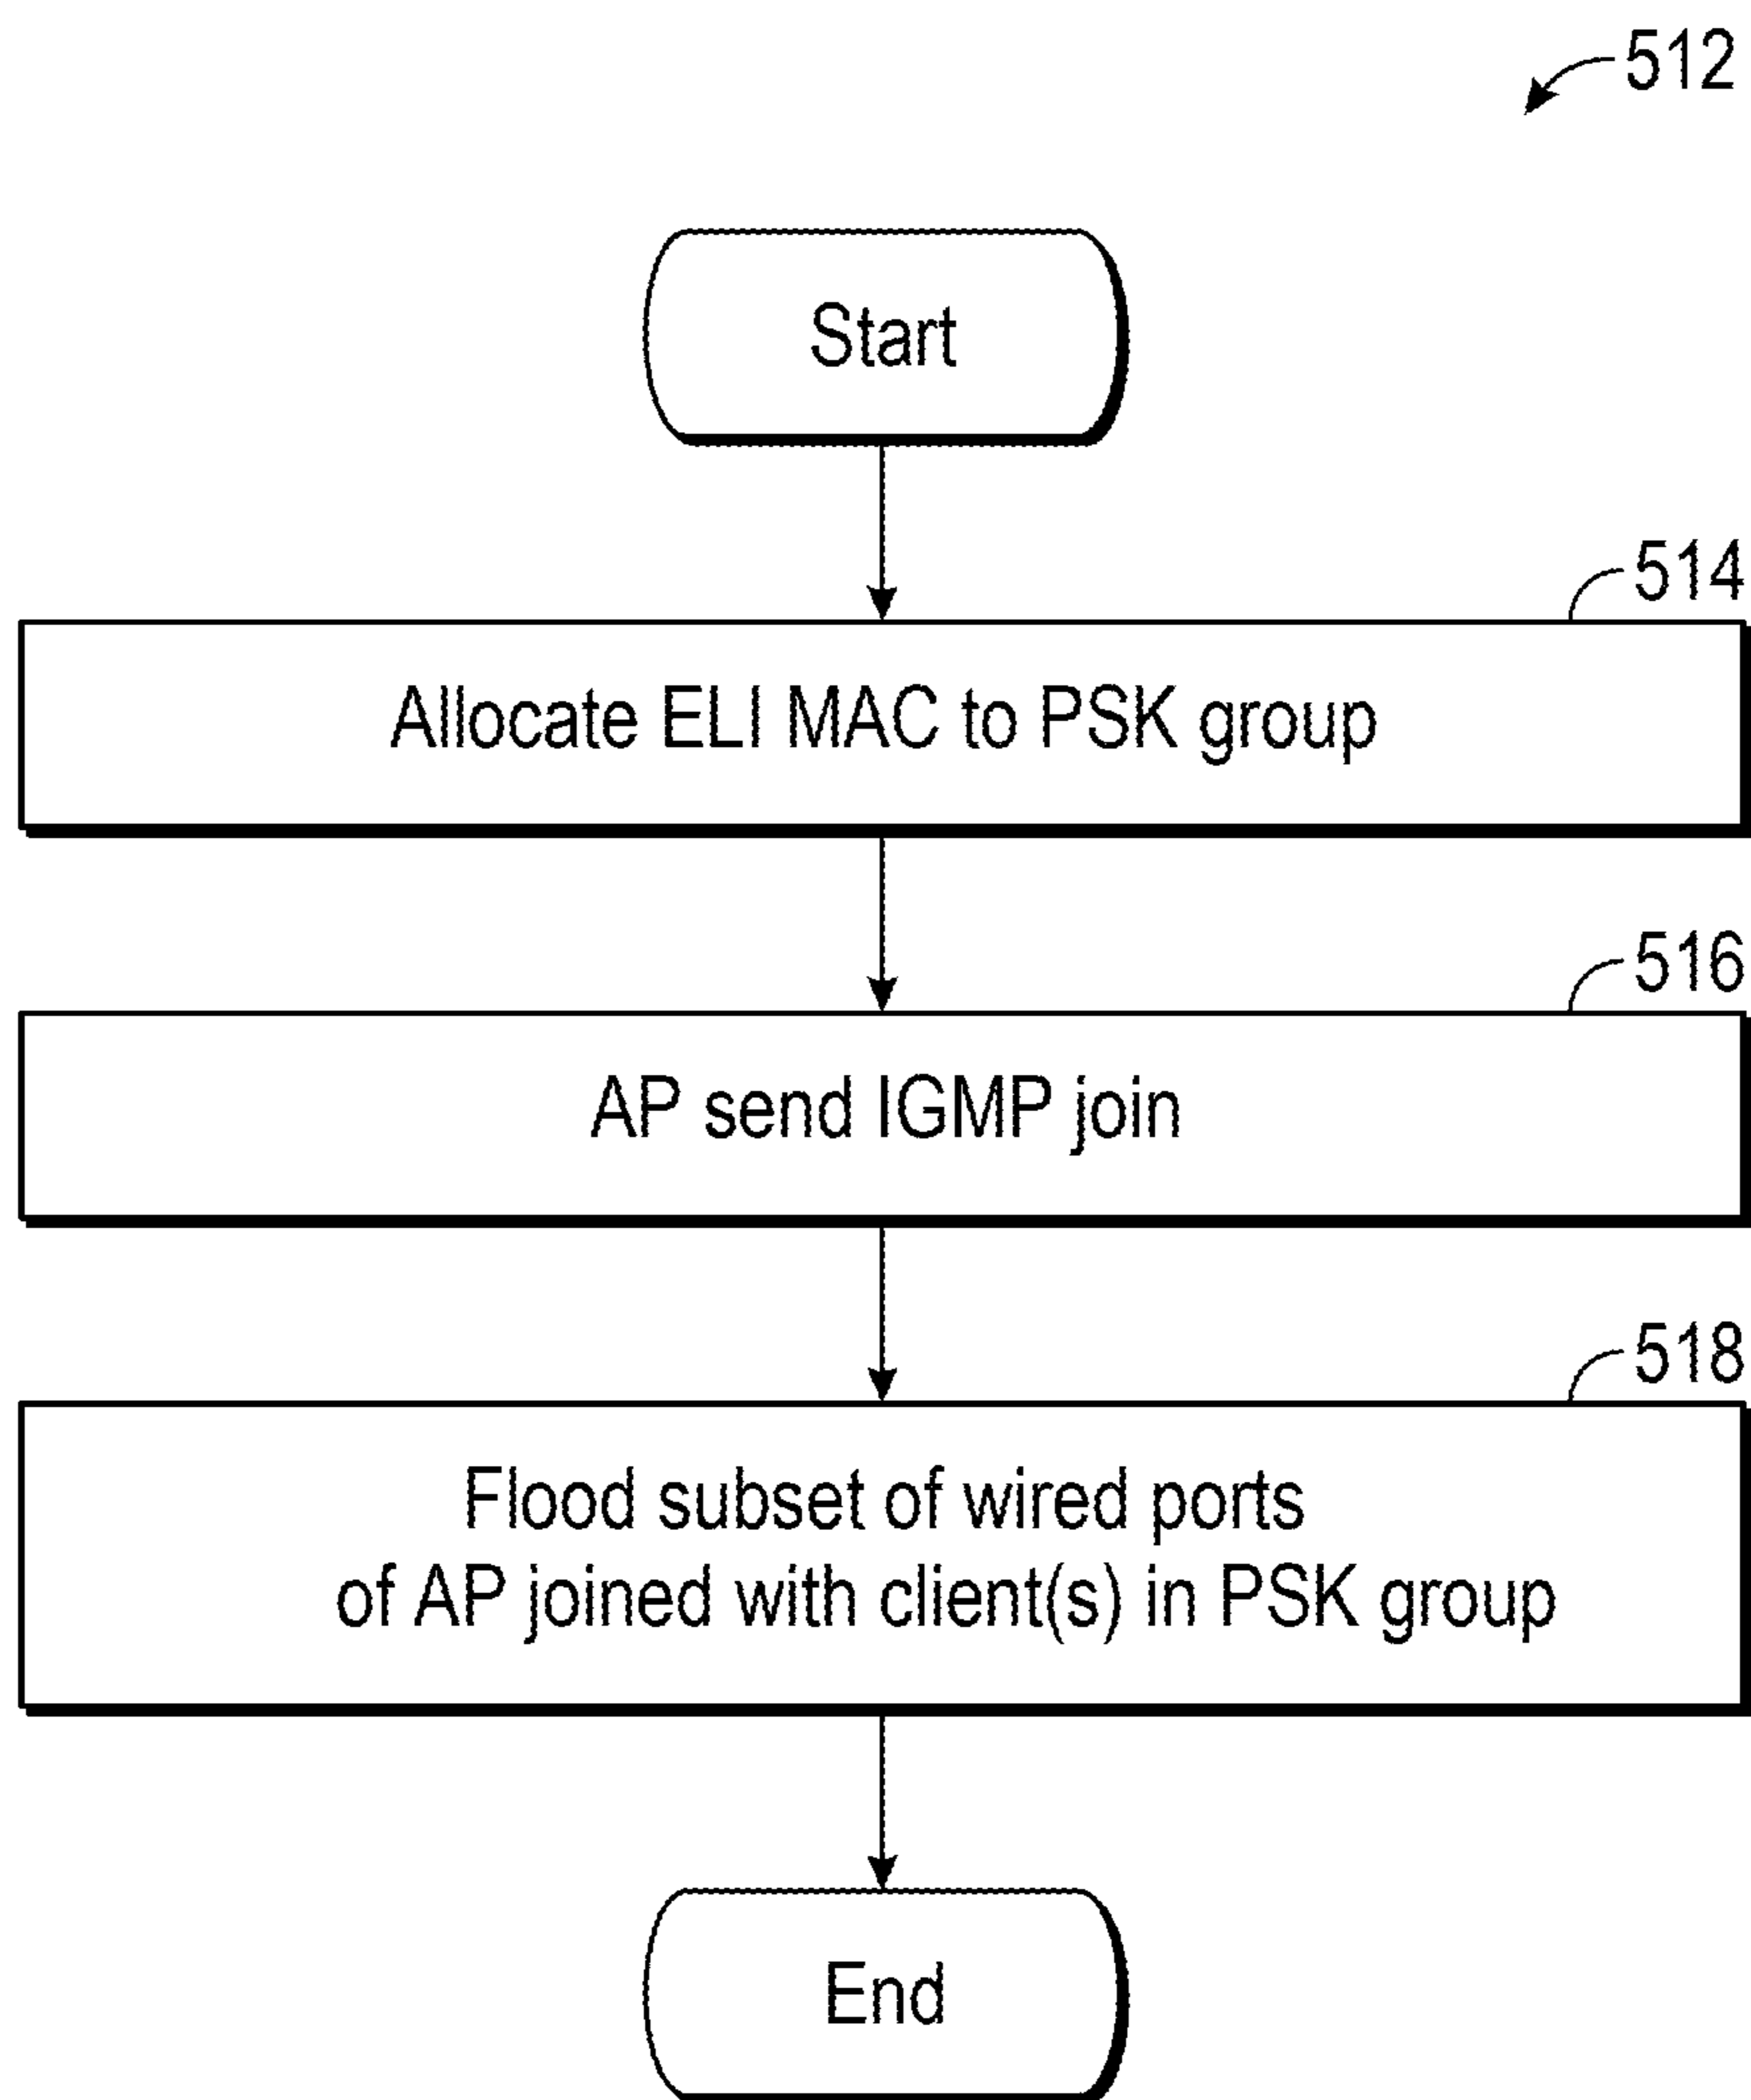 512
Start
514
Allocate ELI MAC to PSK group
516
AP send IGMP join
518
Flood subset of wired ports
of AP joined with client(s) in PSK group
End